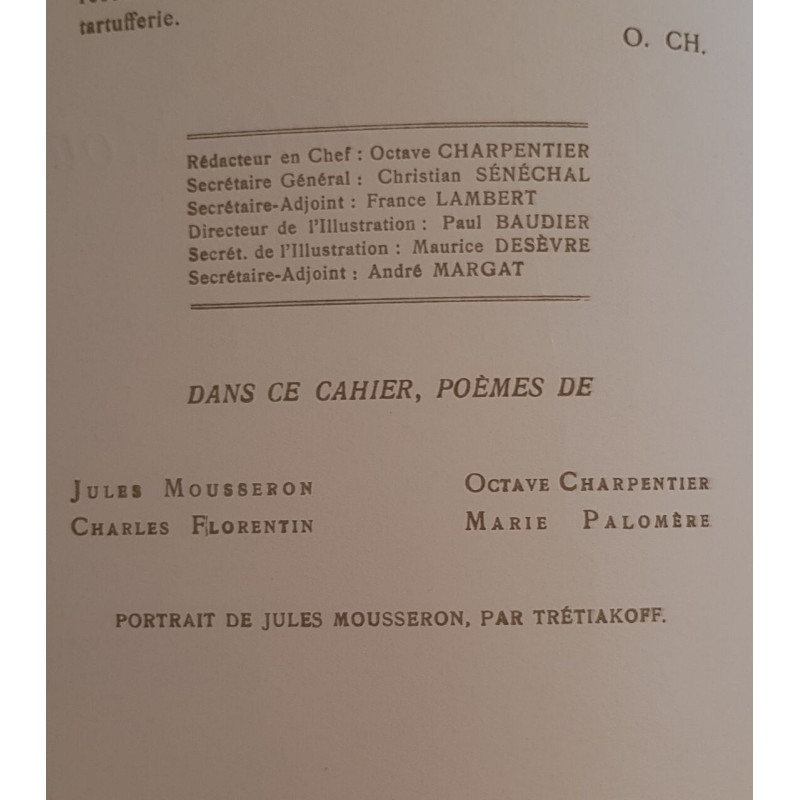 tartufferie.
O. CH.
Rédacteur en Chef : Octave CHARPENTIER
Secrétaire Général : Christian SÉNÉCHAL
Secrétaire-Adjoint : France LAMBERT
Directeur de l'Illustration : Paul BAUDIER
Secrét. de l'Illustration : Maurice DESÈVRE
Secrétaire-Adjoint : André MARGAT
DANS CE CAHIER, POÈMES DE
JULES MOUSSERON OCTAVE CHARPENTIER
CHARLES FLORENTIN MARIE PALOMÈRE
PORTRAIT DE JULES MOUSSERON, PAR TRÉTIAKOFF.